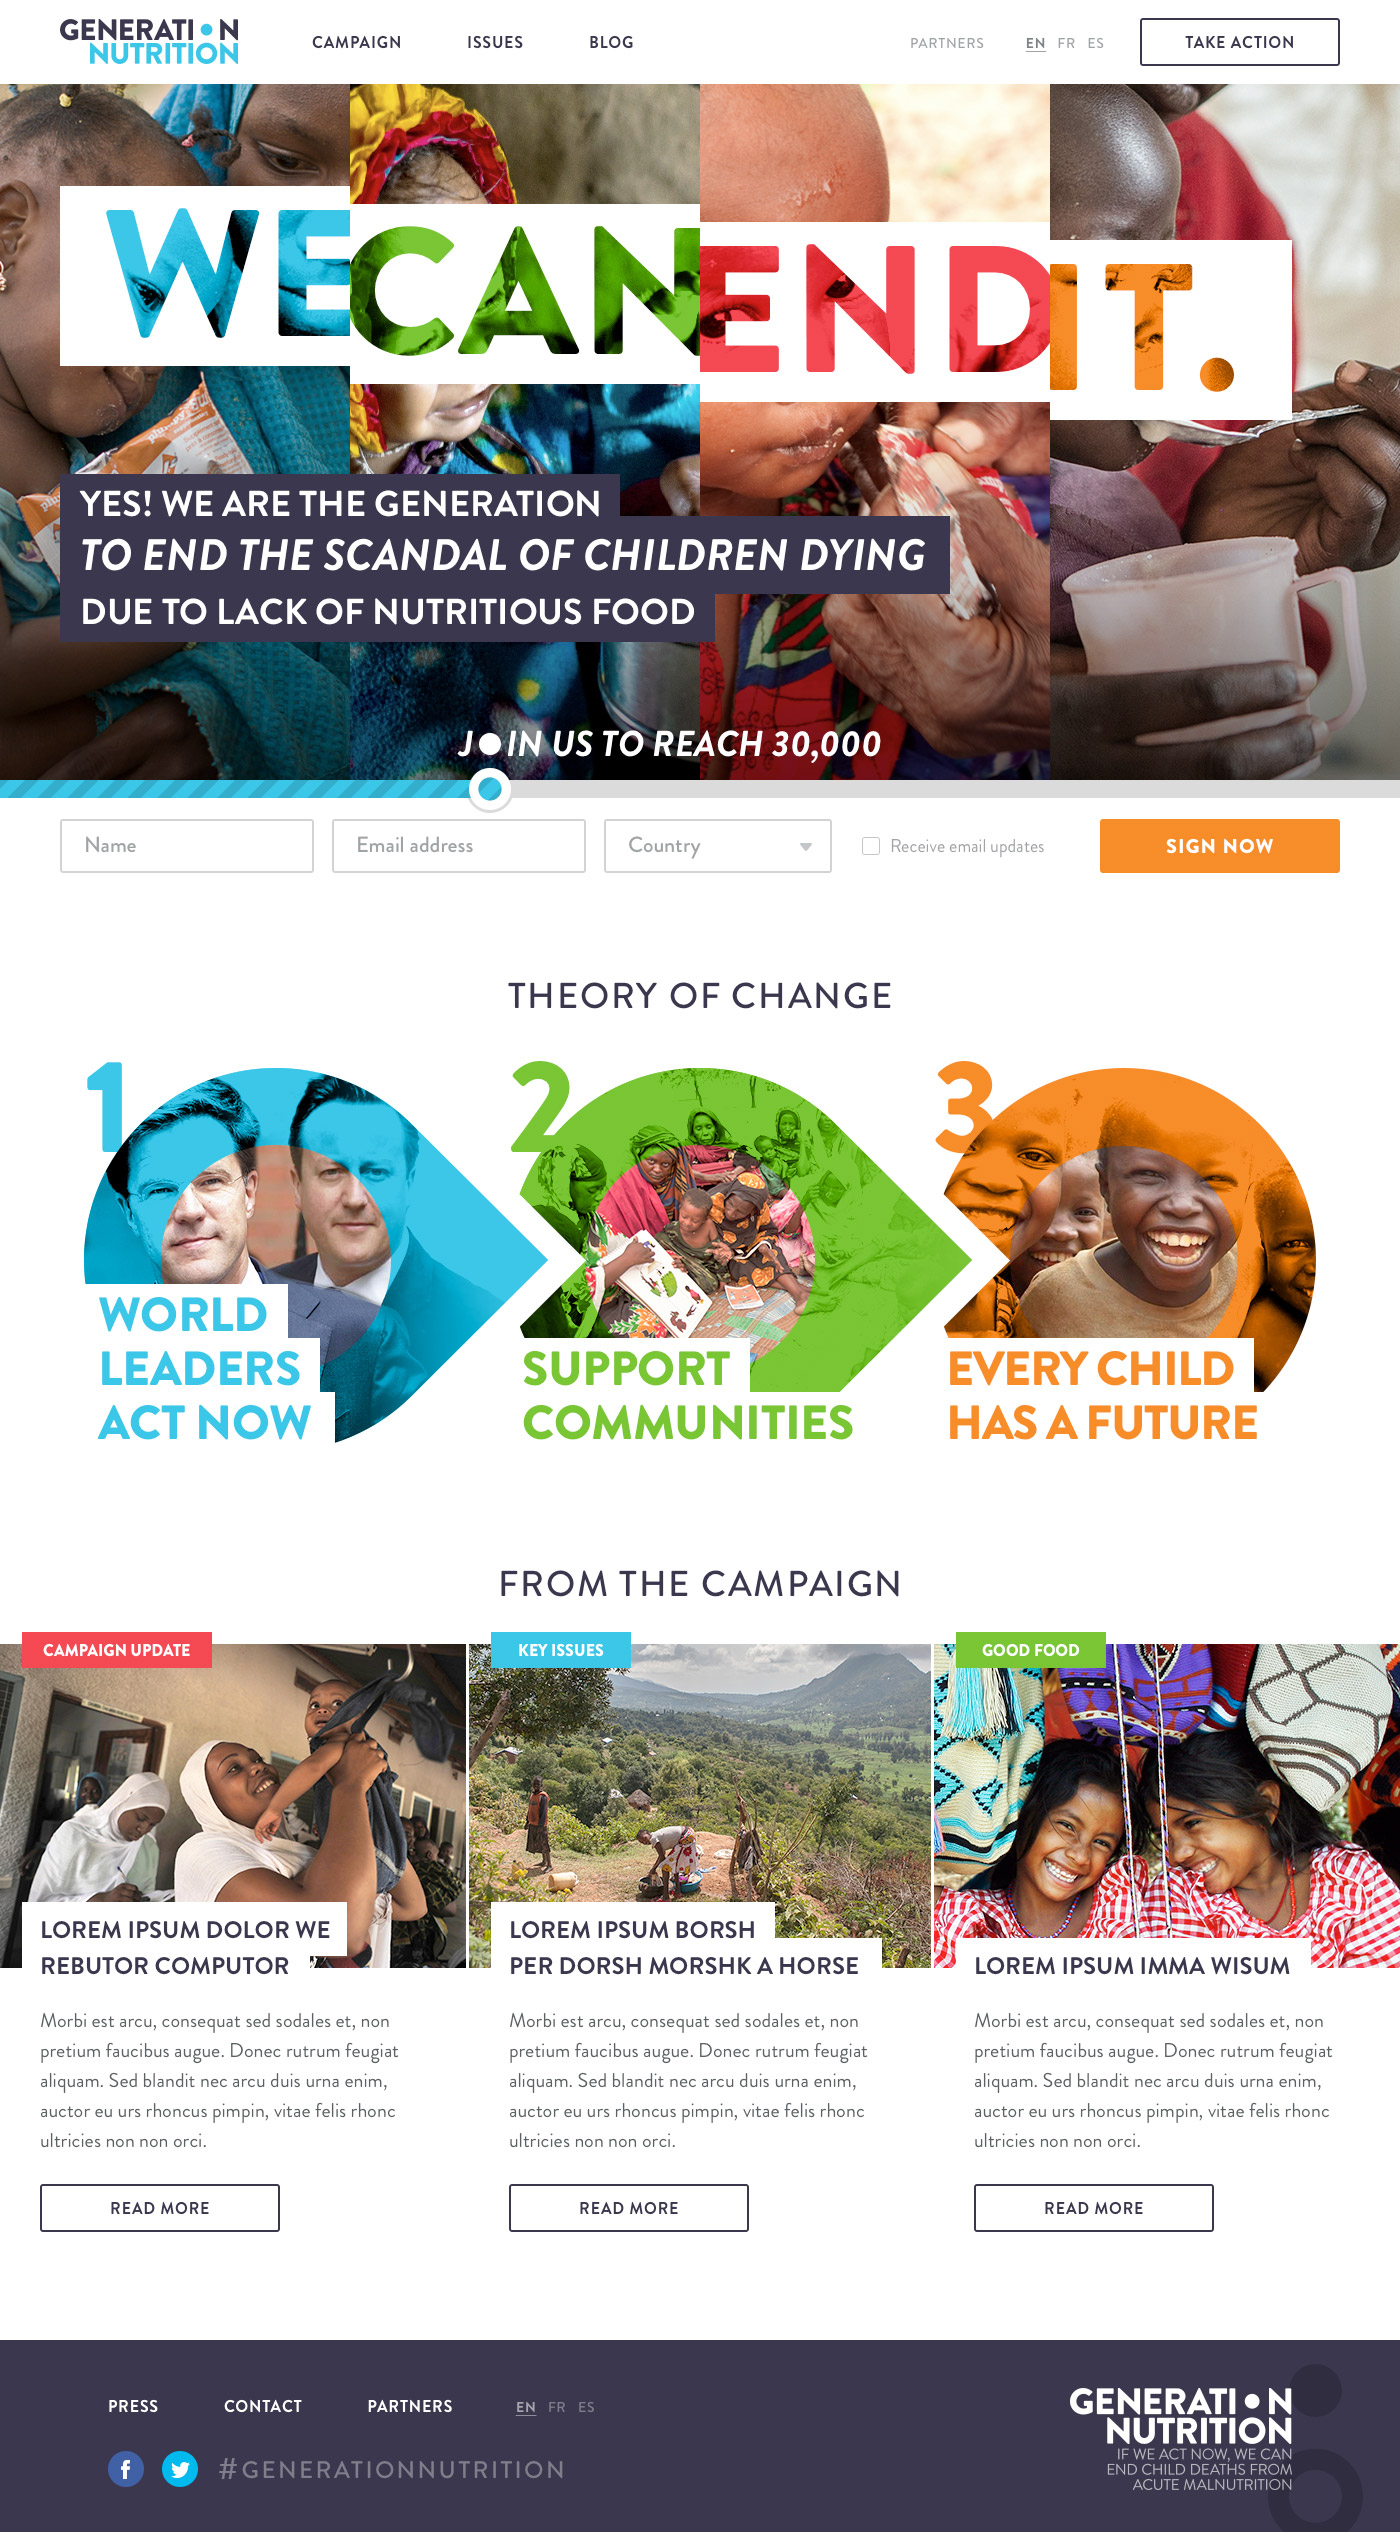 GENERATI●N
NUTRITION
CAMPAIGN
ISSUES
BLOG
PARTNERS
EN FR ES
TAKE ACTION
WE CAN END IT.
YES! WE ARE THE GENERATION
TO END THE SCANDAL OF CHILDREN DYING
DUE TO LACK OF NUTRITIOUS FOOD
J●IN US TO REACH 30,000
Name
Email address
Country
Receive email updates
SIGN NOW
THEORY OF CHANGE
1
WORLD
LEADERS
ACT NOW
2
SUPPORT
COMMUNITIES
3
EVERY CHILD
HAS A FUTURE
FROM THE CAMPAIGN
CAMPAIGN UPDATE
LOREM IPSUM DOLOR WE
REBUTOR COMPUTOR
Morbi est arcu, consequat sed sodales et, non
pretium faucibus augue. Donec rutrum feugiat
aliquam. Sed blandit nec arcu duis urna enim,
auctor eu urs rhoncus pimpin, vitae felis rhonc
ultricies non non orci.
READ MORE
KEY ISSUES
LOREM IPSUM BORSH
PER DORSH MORSHK A HORSE
Morbi est arcu, consequat sed sodales et, non
pretium faucibus augue. Donec rutrum feugiat
aliquam. Sed blandit nec arcu duis urna enim,
auctor eu urs rhoncus pimpin, vitae felis rhonc
ultricies non non orci.
READ MORE
GOOD FOOD
LOREM IPSUM IMMA WISUM
Morbi est arcu, consequat sed sodales et, non
pretium faucibus augue. Donec rutrum feugiat
aliquam. Sed blandit nec arcu duis urna enim,
auctor eu urs rhoncus pimpin, vitae felis rhonc
ultricies non non orci.
READ MORE
PRESS
CONTACT
PARTNERS
EN FR ES
#GENERATIONNUTRITION
GENERATI●N
NUTRITION
IF WE ACT NOW, WE CAN
END CHILD DEATHS FROM
ACUTE MALNUTRITION